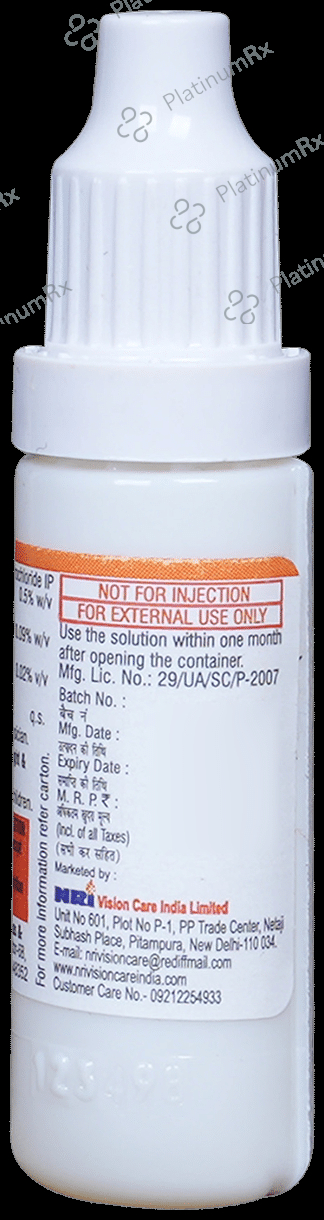 PlatinumRx
PlatinumRx
PlatinumRx
PlatinumRx
IP
0.5% w/v
0.09% w/v
0.02% v/v
q.s.
NOT FOR INJECTION
FOR EXTERNAL USE ONLY
Use the solution within one month
after opening the container.
Mfg. Lic. No.: 29/UA/SC/P-2007
Batch No. :
बैच नं
Mfg. Date :
उत्पादन की तिथि
Expiry Date :
समाप्ति की तिथि
M. R. P. ₹ :
अधिकतम खुदरा मूल्य
(Incl. of all Taxes)
(सभी कर सहित)
Marketed by :
NRI Vision Care India Limited
Unit No 601, Plot No P-1, PP Trade Center, Netaji
Subhash Place, Pitampura, New Delhi-110 034.
E-mail: nrivisioncare@rediffmail.com
www.nrivisioncareindia.com
Customer Care No.- 09212254933
For more information refer carton.